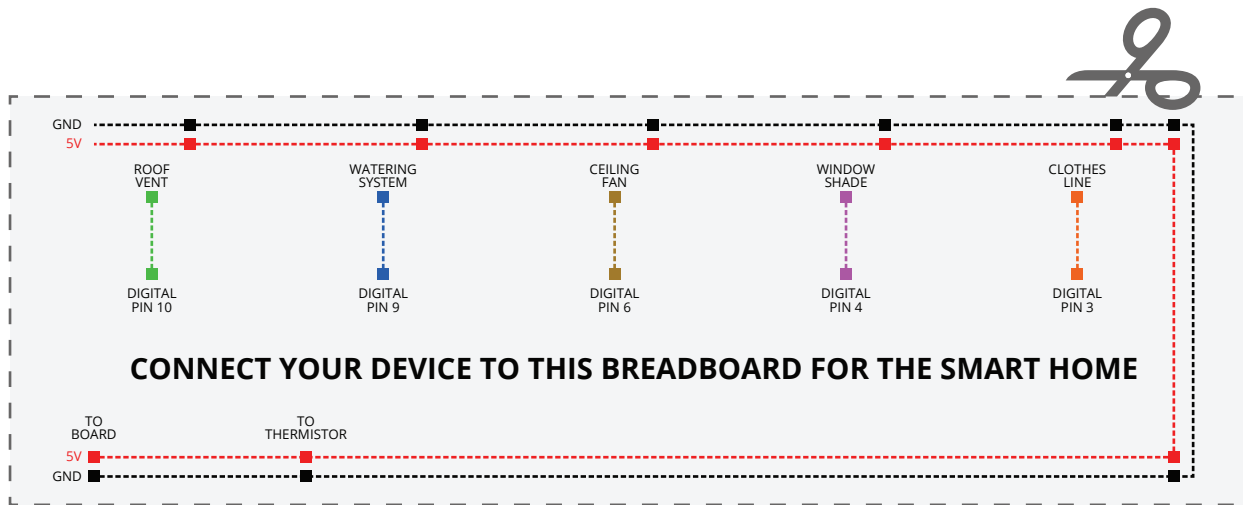 GND
5V
ROOF
VENT
WATERING
SYSTEM
CEILING
FAN
WINDOW
SHADE
CLOTHES
LINE
DIGITAL
PIN 10
DIGITAL
PIN 9
DIGITAL
PIN 6
DIGITAL
PIN 4
DIGITAL
PIN 3
CONNECT YOUR DEVICE TO THIS BREADBOARD FOR THE SMART HOME
TO
BOARD
TO
THERMISTOR
5V
GND